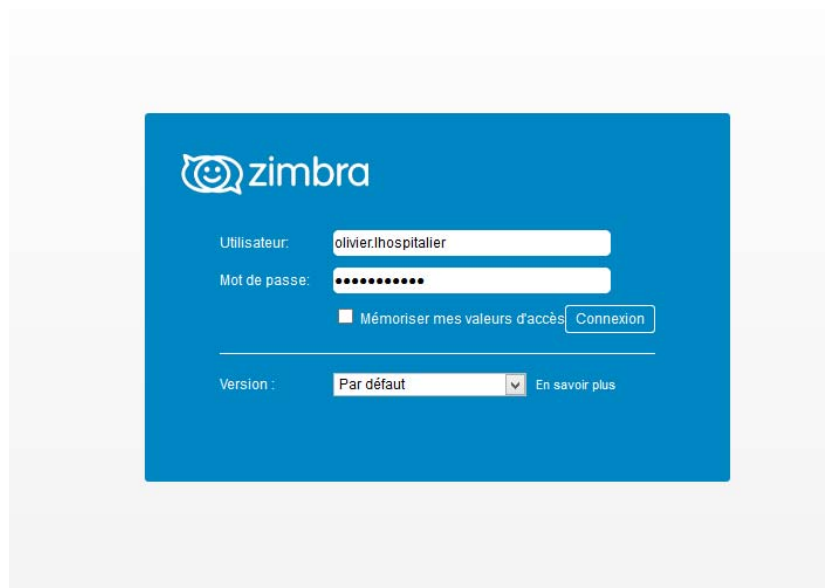 zimbra
Utilisateur: olivier.lhospitalier
Mot de passe: ●●●●●●●●●●●
Mémoriser mes valeurs d'accès Connexion
Version : Par défaut En savoir plus